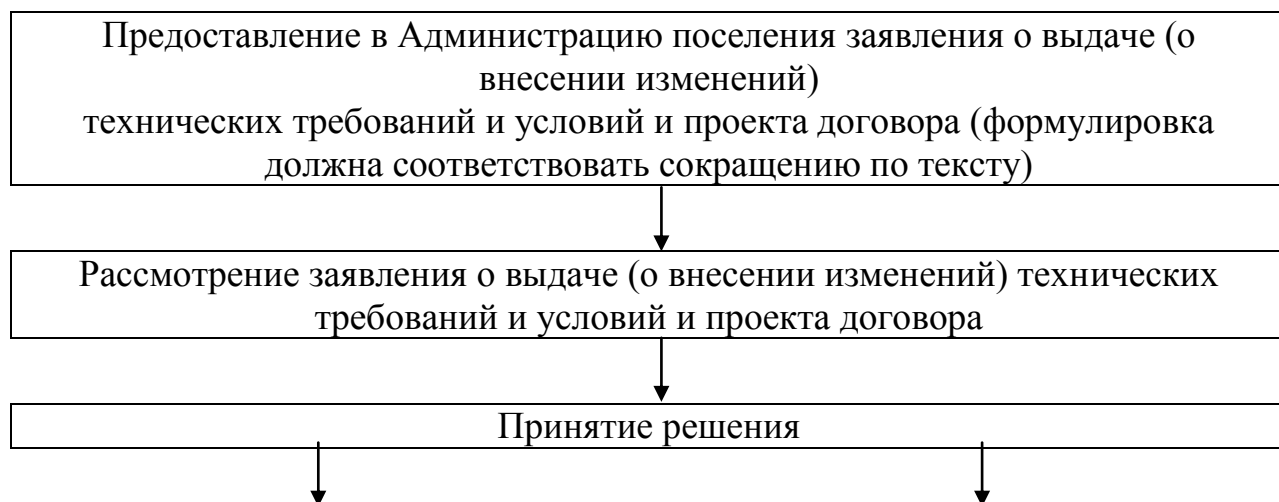 Предоставление в Администрацию поселения заявления о выдаче (о
внесении изменений)
технических требований и условий и проекта договора (формулировка
должна соответствовать сокращению по тексту)
Рассмотрение заявления о выдаче (о внесении изменений) технических
требований и условий и проекта договора
Принятие решения